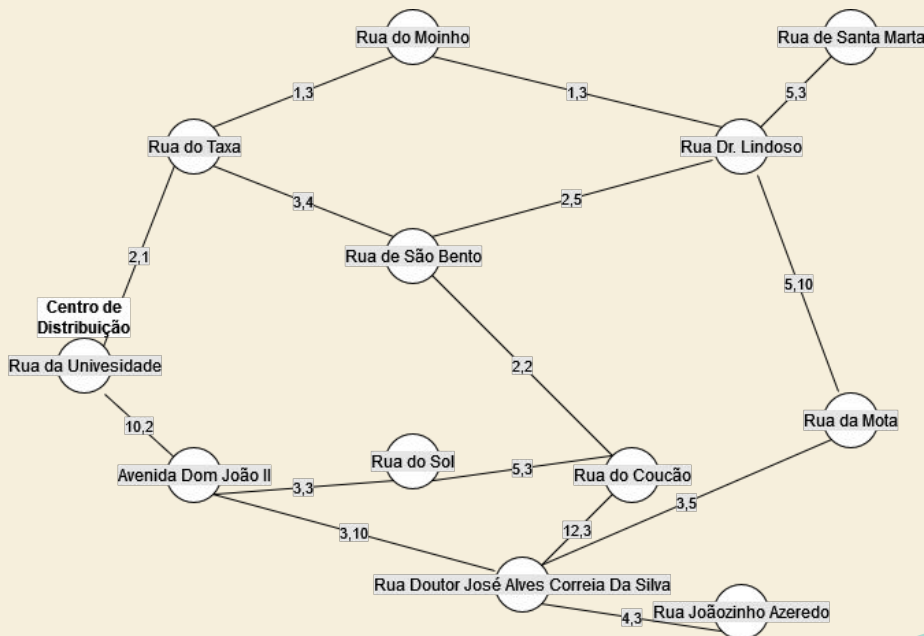 Rua do Moinho
Rua de Santa Marta
1,3
1,3
5,3
Rua do Taxa
Rua Dr. Lindoso
3,4
2,5
2,1
Rua de São Bento
5,10
Centro de
Distribuição
Rua da Univesidade
2,2
10,2
Rua da Mota
Avenida Dom João II
Rua do Sol
5,3
Rua do Coucão
3,3
3,5
3,10
12,3
Rua Doutor José Alves Correia Da Silva
4,3
Rua Joãozinho Azeredo